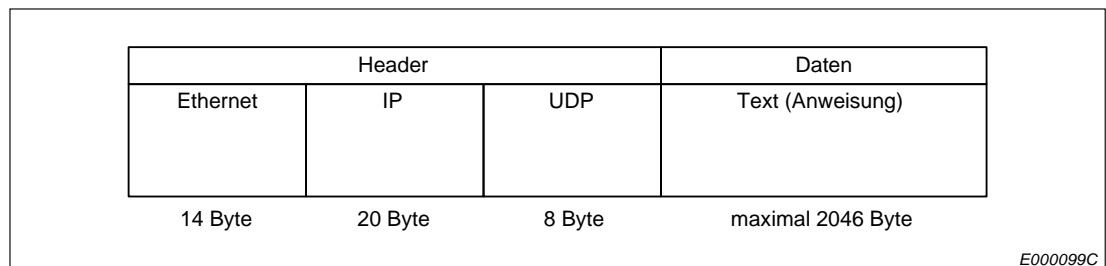 Header Daten
Ethernet IP UDP Text (Anweisung)
14 Byte 20 Byte 8 Byte maximal 2046 Byte
E000099C